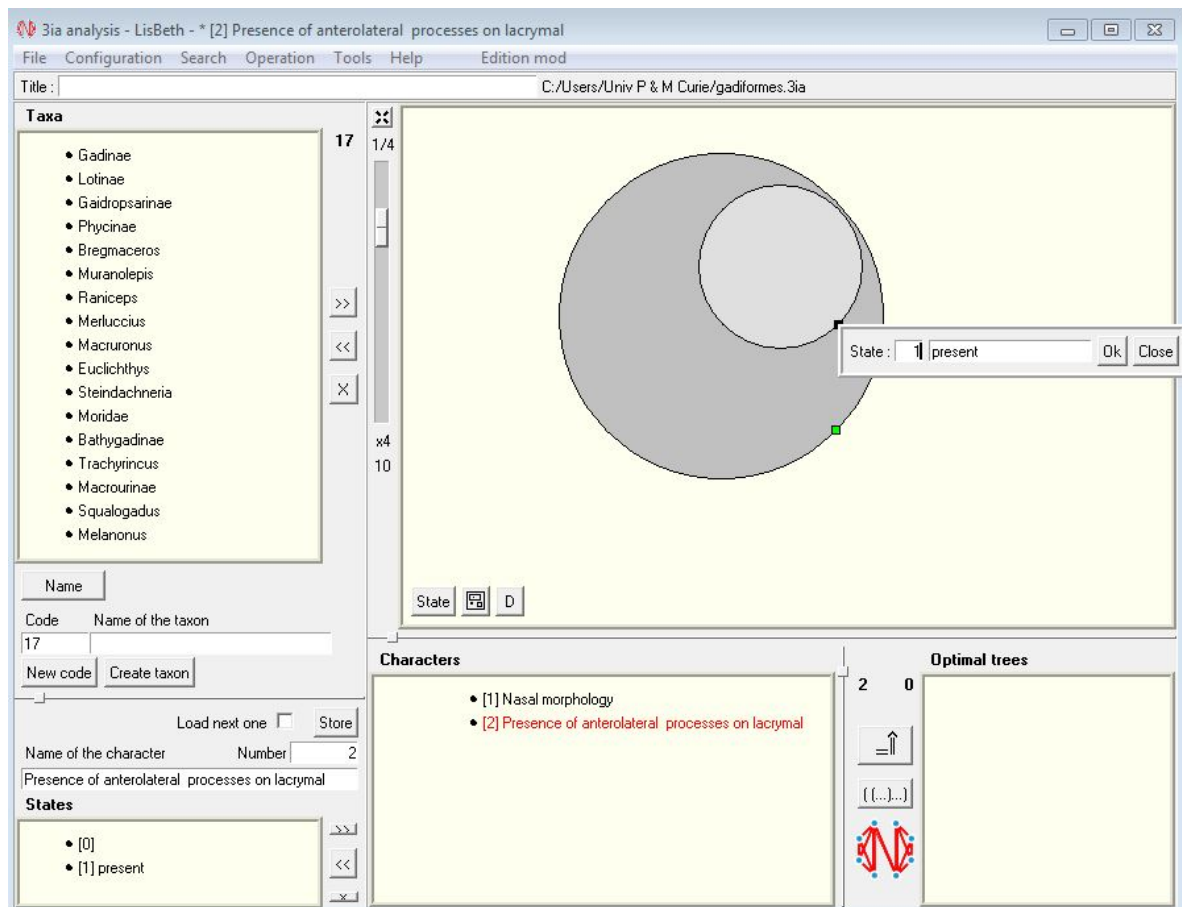 3ia analysis - LisBeth - * [2] Presence of anterolateral  processes on lacrymal
File Configuration Search Operation Tools Help Edition mod
Title : C:/Users/Univ P & M Curie/gadiformes.3ia
Taxa
17
Gadinae
Lotinae
Gaidropsarinae
Phycinae
Bregmaceros
Muranolepis
Raniceps
Merluccius
Macruronus
Euclichthys
Steindachneria
Moridae
Bathygadinae
Trachyrincus
Macrourinae
Squalogadus
Melanonus
>>
<<
X
1/4
x4
10
State : 1 present Ok Close
State D
Name
Code Name of the taxon
17
New code Create taxon
Load next one Store
Name of the character Number 2
Presence of anterolateral  processes on lacrymal
States
[0]
[1] present
>>
<<
x
Characters
[1] Nasal morphology
[2] Presence of anterolateral  processes on lacrymal
2 0
=⇑
((...)...)
Optimal trees